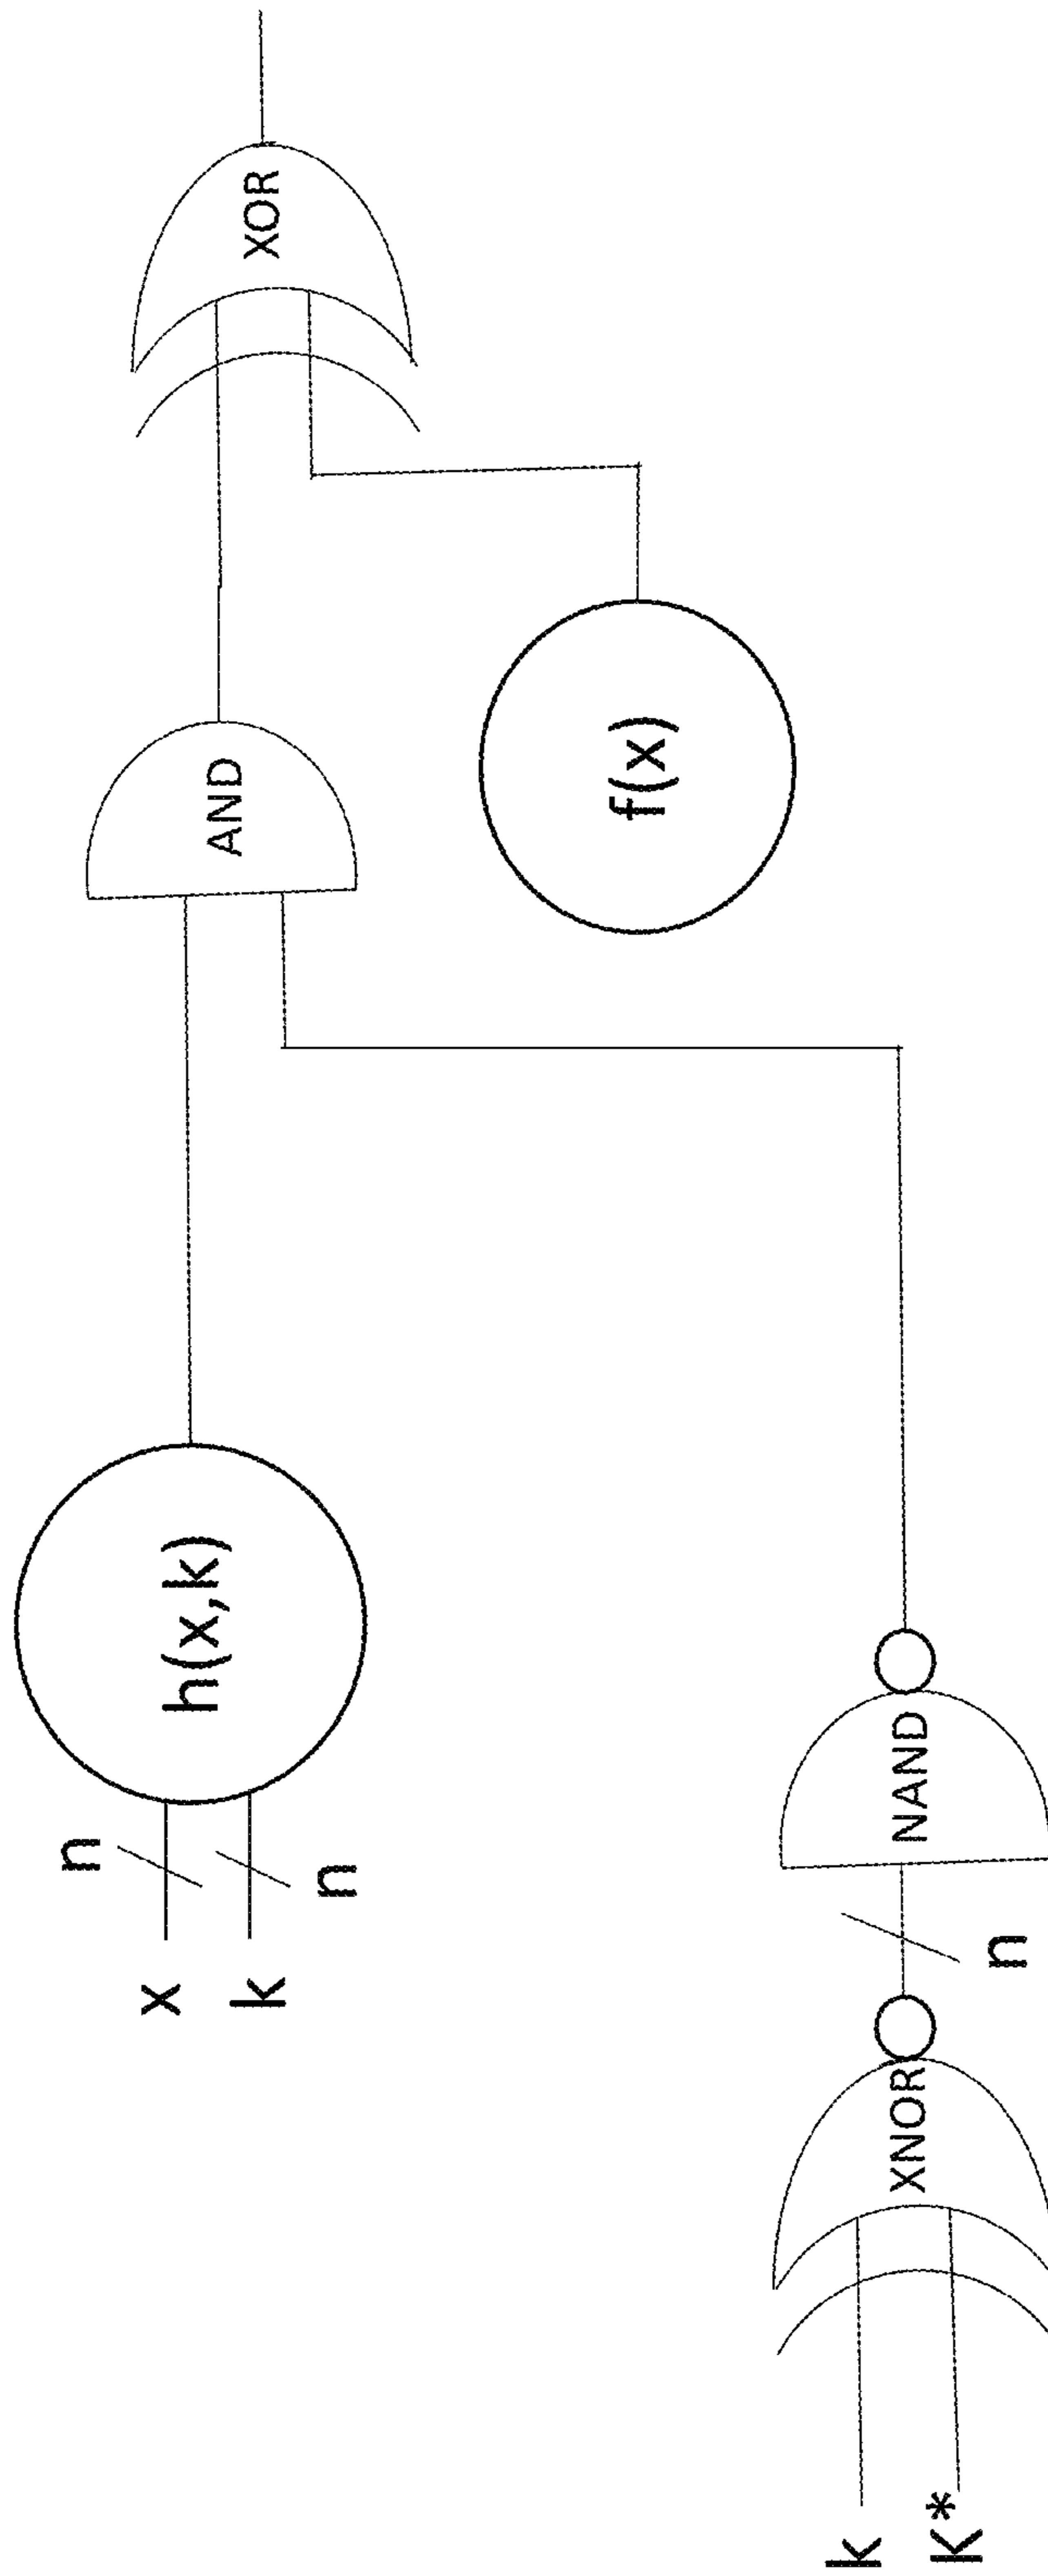 x
n
k
n
h(x,k)
AND
XOR
f(x)
k
K*
XNOR
n
NAND